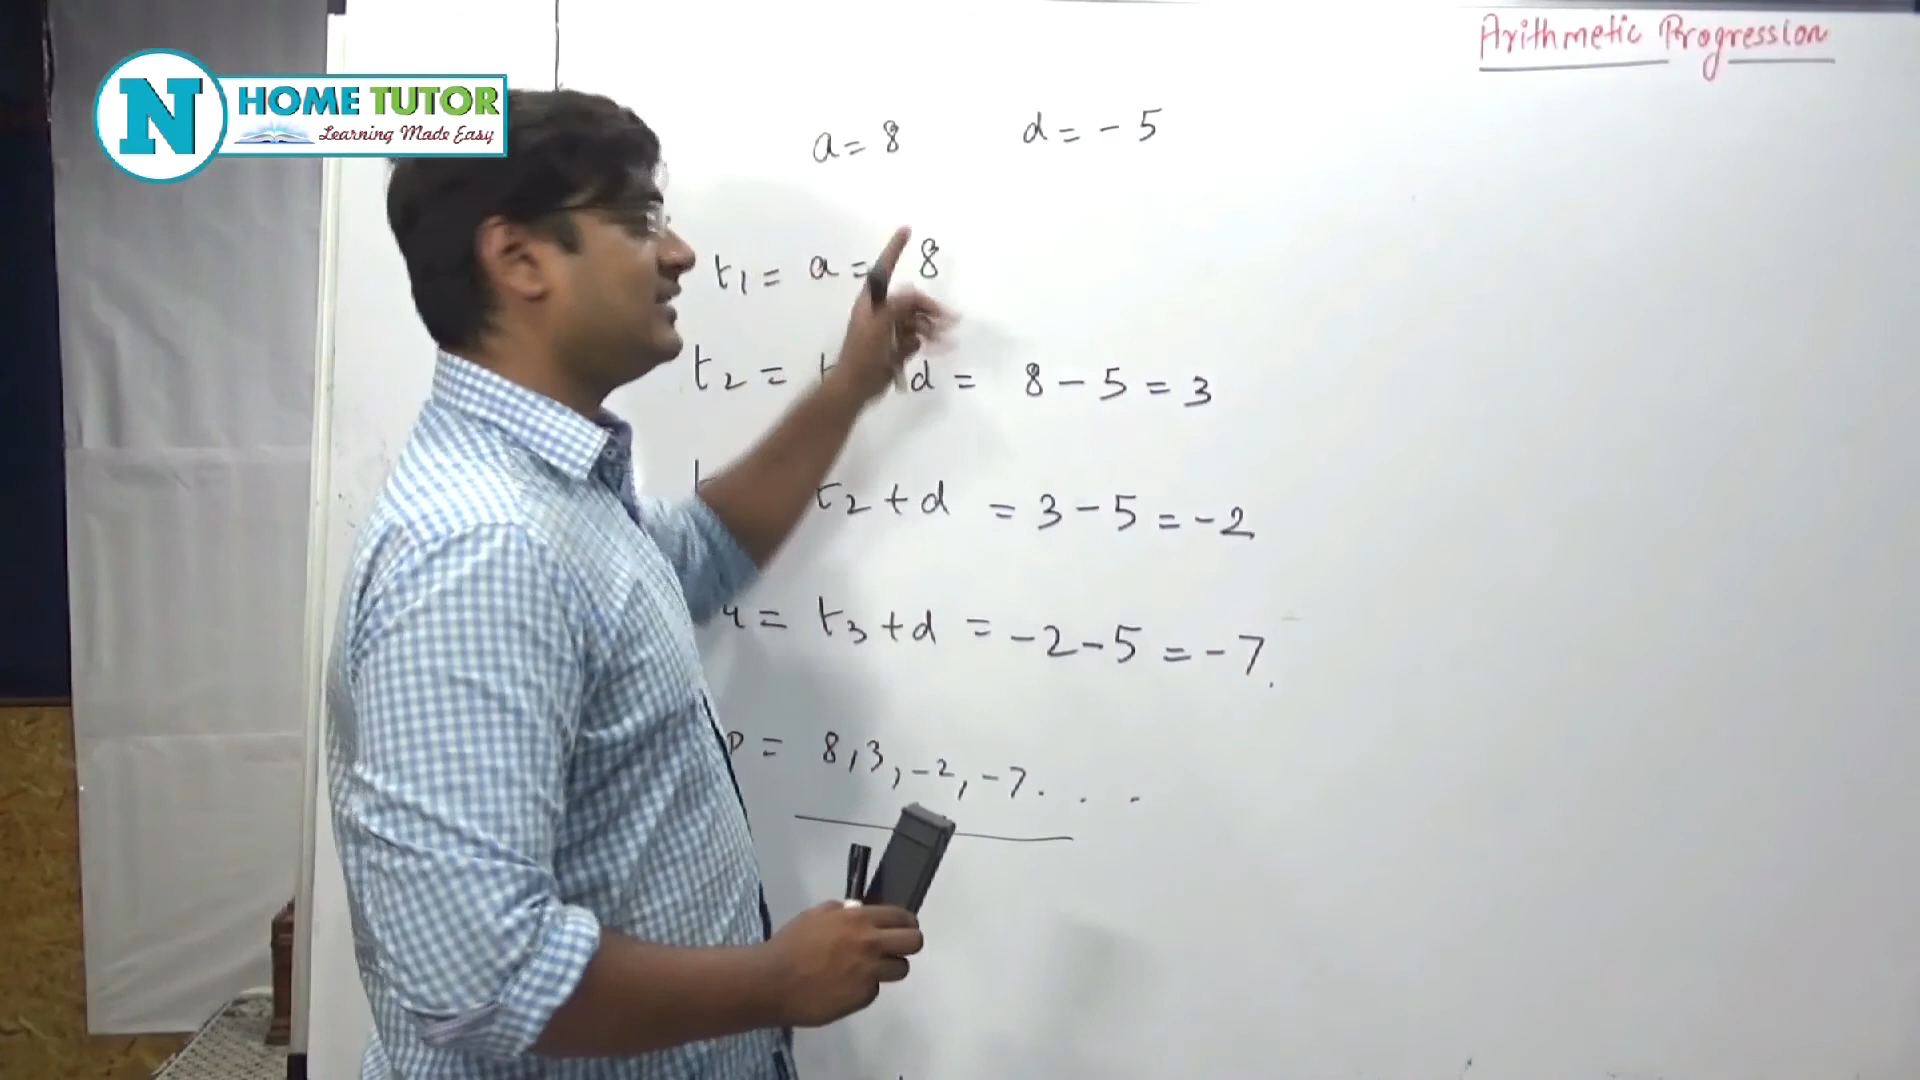 N HOME TUTOR
Learning Made Easy
Arithmetic Progression
a = 8 d = - 5
t1 = a = 8
t2 = d = 8 - 5 = 3
t2 + d = 3 - 5 = -2
4 = t3 + d = -2 - 5 = -7.
P = 8, 3, -2, -7 . . .